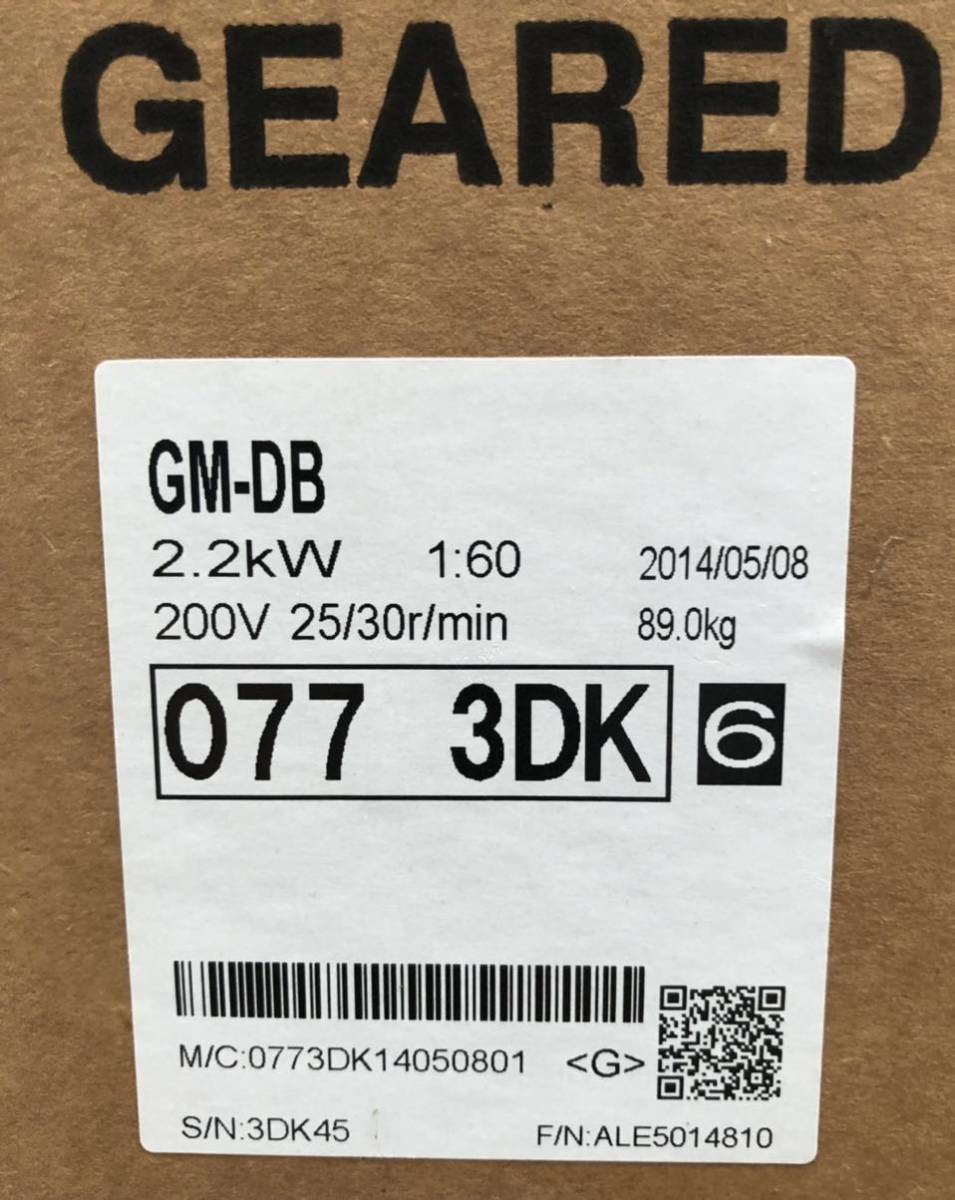 GEARED
GM-DB
2.2kW 1:60 2014/05/08
200V 25/30r/min 89.0kg
077 3DK 6
M/C:0773DK14050801 <G>
S/N:3DK45 F/N:ALE5014810